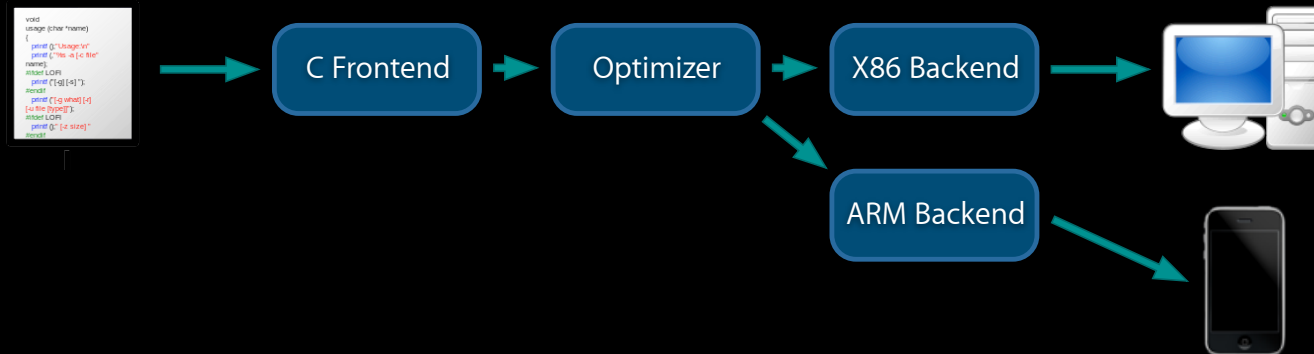 void
usage (char *name)
{
printf ();"Usage:\n"
printf (,"%s -a [-c file"
name);
#ifdef LOFI
printf ("[-g] [-s] ");
#endif
printf ("[-g what] [-r]
[-u file [type]]");
#ifdef LOFI
printf ();" [-z size] "
#endif
C Frontend
Optimizer
X86 Backend
ARM Backend